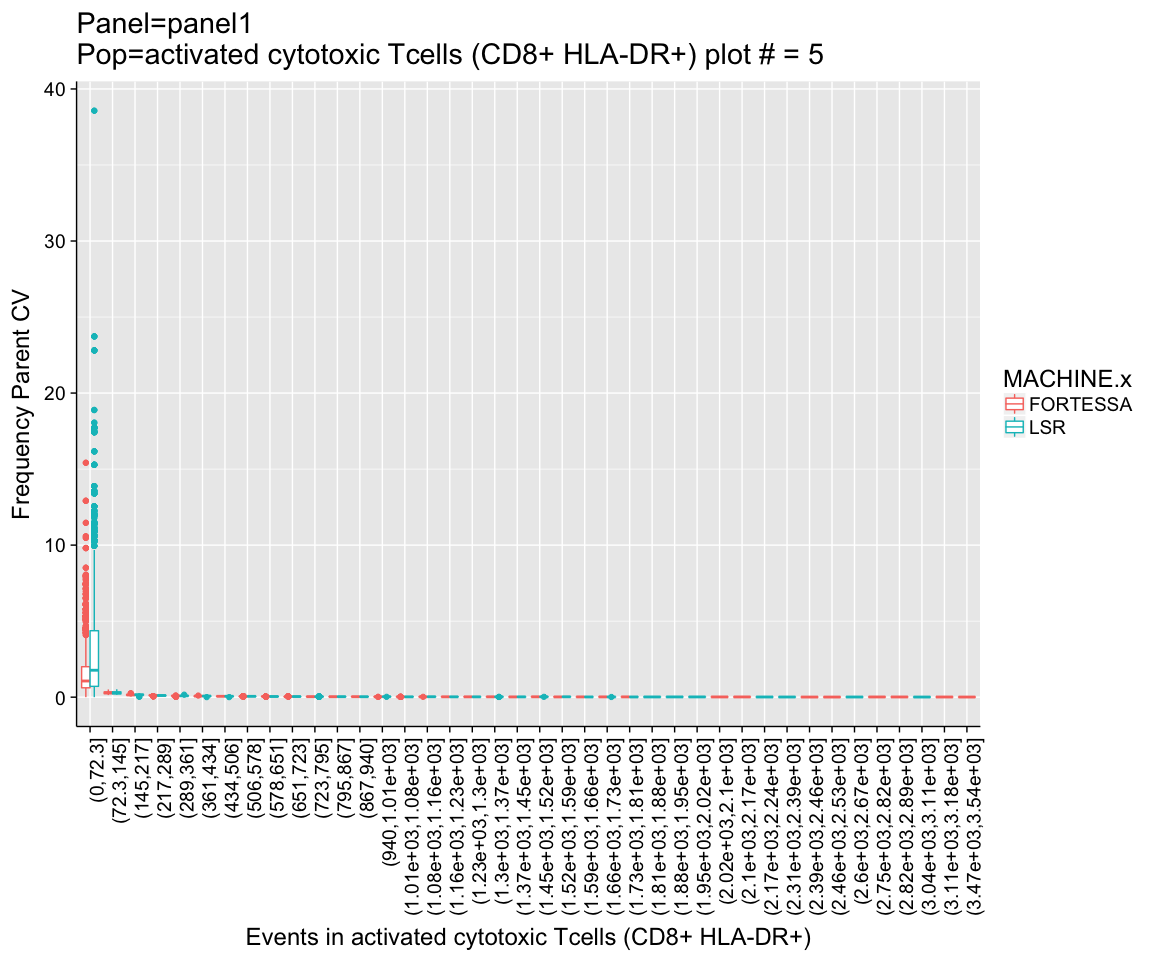 Panel=panel1
Pop=activated cytotoxic Tcells (CD8+ HLA-DR+) plot # = 5
40
30
20
10
0
Frequency Parent CV
MACHINE.x
FORTESSA
LSR
(0,72.3]
(72.3,145]
(145,217]
(217,289]
(289,361]
(361,434]
(434,506]
(506,578]
(578,651]
(651,723]
(723,795]
(795,867]
(867,940]
(940,1.01e+03]
(1.01e+03,1.08e+03]
(1.08e+03,1.16e+03]
(1.16e+03,1.23e+03]
(1.23e+03,1.3e+03]
(1.3e+03,1.37e+03]
(1.37e+03,1.45e+03]
(1.45e+03,1.52e+03]
(1.52e+03,1.59e+03]
(1.59e+03,1.66e+03]
(1.66e+03,1.73e+03]
(1.73e+03,1.81e+03]
(1.81e+03,1.88e+03]
(1.88e+03,1.95e+03]
(1.95e+03,2.02e+03]
(2.02e+03,2.1e+03]
(2.1e+03,2.17e+03]
(2.17e+03,2.24e+03]
(2.31e+03,2.39e+03]
(2.39e+03,2.46e+03]
(2.46e+03,2.53e+03]
(2.6e+03,2.67e+03]
(2.75e+03,2.82e+03]
(2.82e+03,2.89e+03]
(3.04e+03,3.11e+03]
(3.11e+03,3.18e+03]
(3.47e+03,3.54e+03]
Events in activated cytotoxic Tcells (CD8+ HLA-DR+)